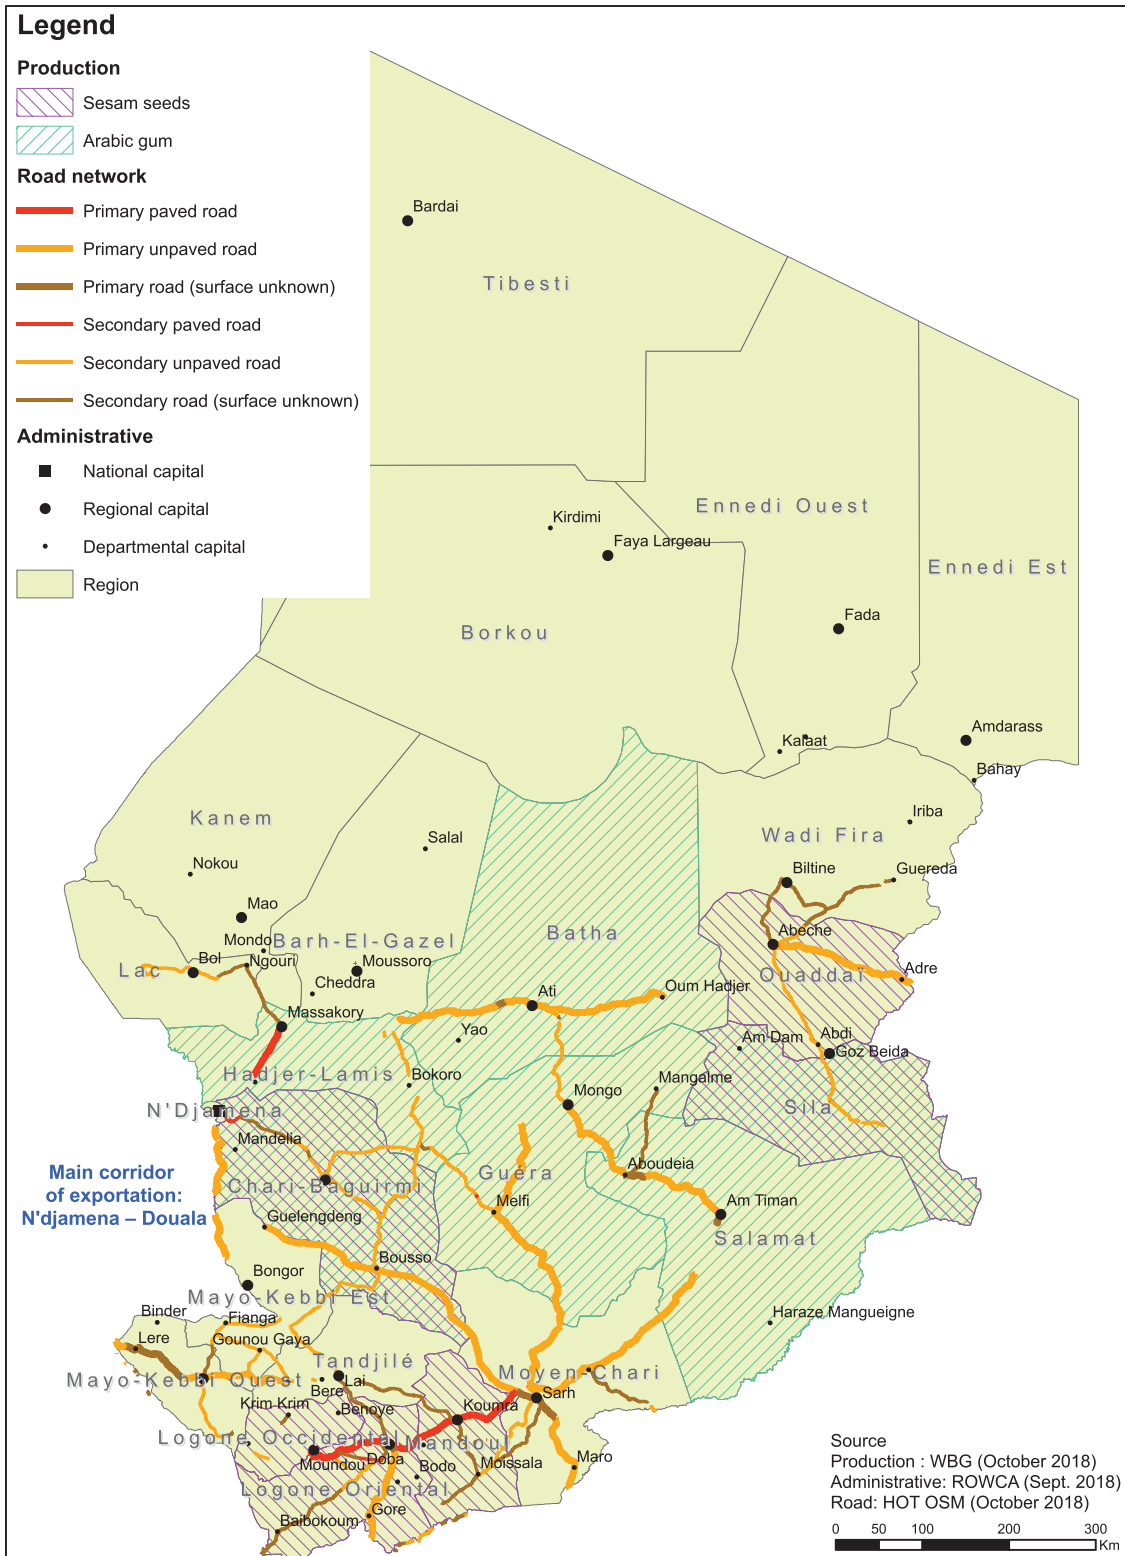 Legend
Production
Sesam seeds
Arabic gum
Road network
Primary paved road
Primary unpaved road
Primary road (surface unknown)
Secondary paved road
Secondary unpaved road
Secondary road (surface unknown)
Administrative
National capital
Regional capital
Departmental capital
Region
Bardai
Tibesti
Ennedi Ouest
Kirdimi
Faya Largeau
Ennedi Est
Fada
Borkou
Amdarass
Kalaat
Bahay
Iriba
Kanem
Wadi Fira
Salal
Nokou
Biltine
Guereda
Mao
Abeche
Batha
Mondo
Barh-El-Gazel
Bol
Ngouri
Moussoro
Lac
Adre
Ouaddaï
Cheddra
Oum Hadjer
Ati
Massakory
Yao
Am Dam
Abdi
Goz Beida
Hadjer-Lamis
Bokoro
Mangalme
Mongo
N'Djamena
Sila
Mandelia
Main corridor
of exportation:
N'djamena – Douala
Guéra
Aboudeia
Chari-Baguirmi
Melfi
Am Timan
Guelengdeng
Salamat
Bousso
Bongor
Mayo-Kebbi Est
Binder
Fianga
Haraze Mangueigne
Lere
Gounou Gaya
Tandjilé
Moyen-Chari
Mayo-Kebbi Ouest
Lai
Bere
Sarh
Krim Krim
Benoye
Koumra
Logone Occidental
Mandoul
Moundou
Doba
Bodo
Moissala
Maro
Logone Oriental
Gore
Baibokoum
Source
Production : WBG (October 2018)
Administrative: ROWCA (Sept. 2018)
Road: HOT OSM (October 2018)
0 50 100 200 300
Km